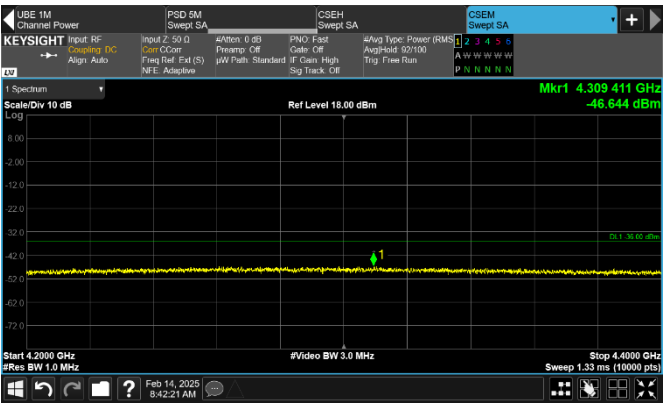 UBE 1M
Channel Power
PSD 5M
Swept SA
CSEH
Swept SA
CSEM
Swept SA
KEYSIGHT
Input: RF
Coupling: DC
Align: Auto
Input Z: 50 Ω
Corr CCorr
Freq Ref: Ext (S)
NFE: Adaptive
#Atten: 0 dB
Preamp: Off
µW Path: Standard
PNO: Fast
Gate: Off
IF Gain: High
Sig Track: Off
#Avg Type: Power (RMS
Avg|Hold: 92/100
Trig: Free Run
1 2 3 4 5 6
A W W W W W
P N N N N N
LXI
1 Spectrum
Scale/Div 10 dB
Ref Level 18.00 dBm
Mkr1 4.309 411 GHz
-46.644 dBm
Log
8.00
-2.00
-12.0
-22.0
-32.0
DL1 -36.60 dBm
-42.0
1
-52.0
-62.0
-72.0
Start 4.2000 GHz
#Video BW 3.0 MHz
Stop 4.4000 GHz
#Res BW 1.0 MHz
Sweep 1.33 ms (10000 pts)
?
Feb 14, 2025
8:42:21 AM